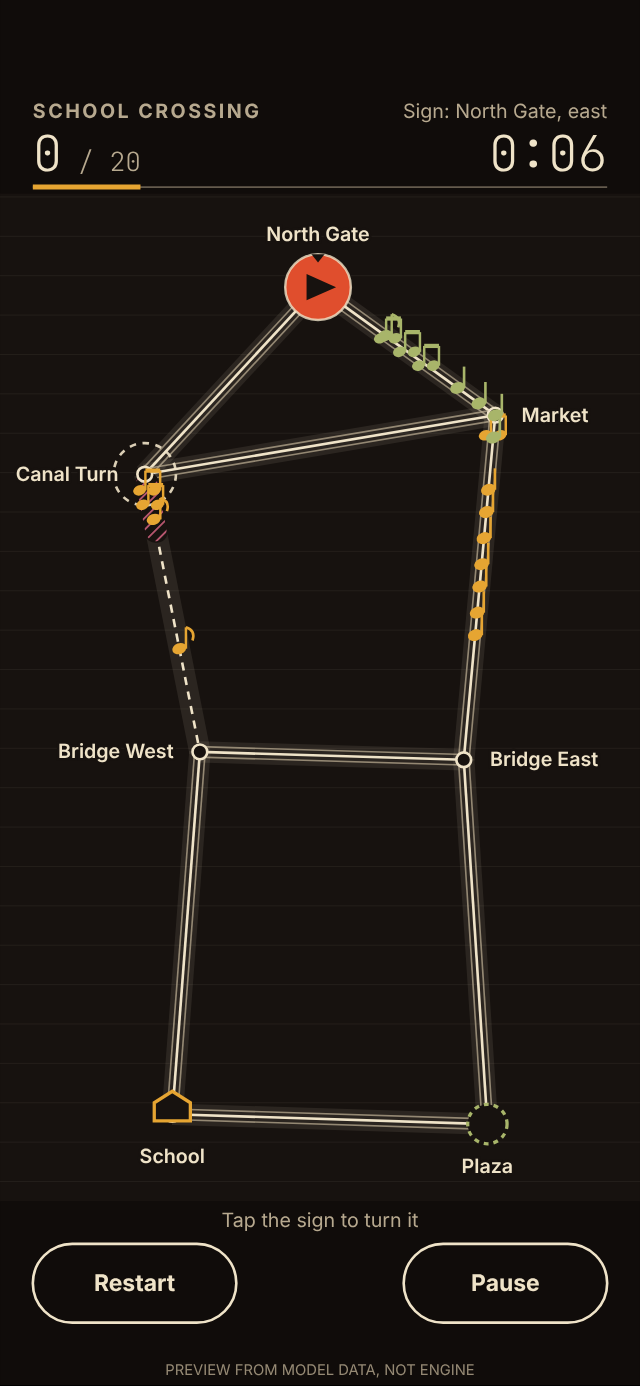 SCHOOL CROSSING
Sign: North Gate, east
0 / 20
0:06
North Gate
Market
Canal Turn
Bridge West
Bridge East
School
Plaza
Tap the sign to turn it
Restart
Pause
PREVIEW FROM MODEL DATA, NOT ENGINE